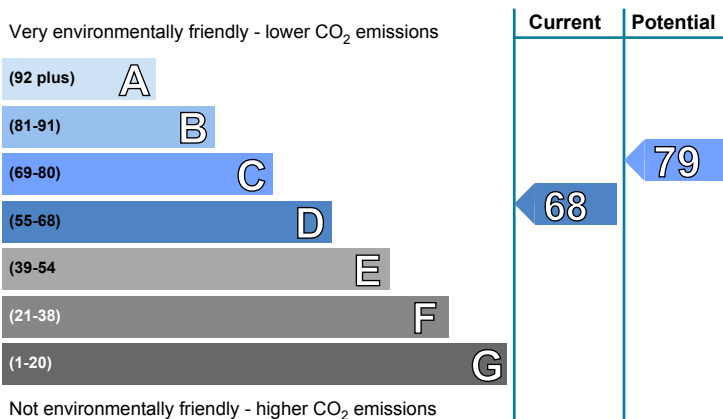 Current Potential
Very environmentally friendly - lower CO2 emissions
(92 plus) A
(81-91) B
(69-80) C
79
(55-68) D
68
(39-54 E
(21-38) F
(1-20) G
Not environmentally friendly - higher CO2 emissions